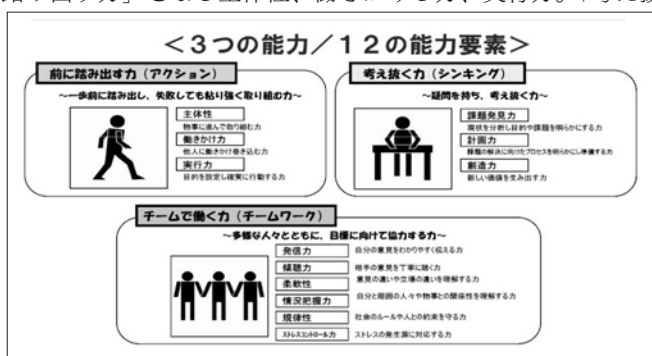 ＜３つの能力／１２の能力要素＞
前に踏み出す力（アクション）
～一歩前に踏み出し、失敗しても粘り強く取り組む力～
主体性
物事に進んで取り組む力
働きかけ力
他人に働きかけ巻き込む力
実行力
目的を設定し確実に行動する力
考え抜く力（シンキング）
～疑問を持ち、考え抜く力～
課題発見力
現状を分析し目的や課題を明らかにする力
計画力
課題の解決に向けたプロセスを明らかにし準備する力
創造力
新しい価値を生み出す力
チームで働く力（チームワーク）
～多様な人々とともに、目標に向けて協力する力～
発信力
自分の意見をわかりやすく伝える力
傾聴力
相手の意見を丁寧に聴く力
柔軟性
意見の違いや立場の違いを理解する力
情況把握力
自分と周囲の人々や物事との関係性を理解する力
規律性
社会のルールや人との約束を守る力
ストレスコントロール力
ストレスの発生源に対応する力